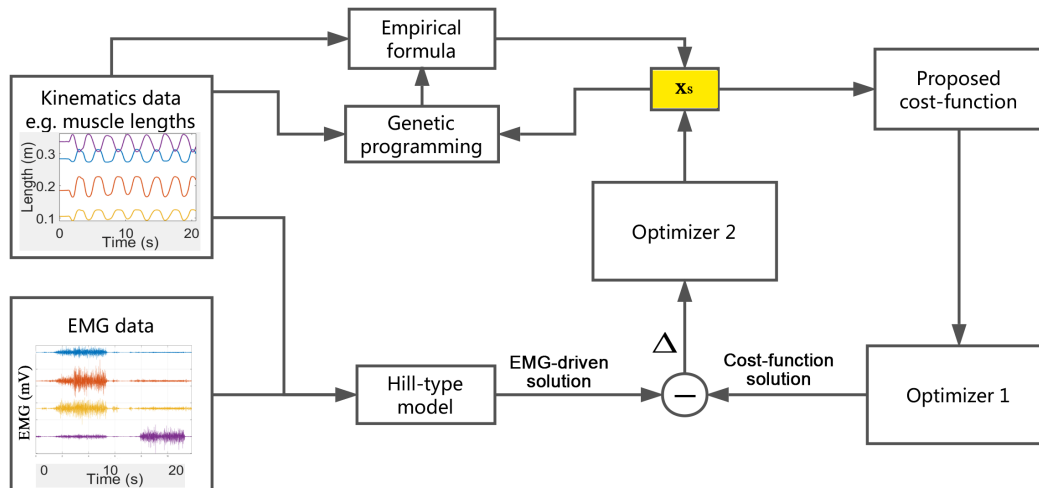 Empirical
formula
Kinematics data
e.g. muscle lengths
Length (m)
0.3
0.2
0.1
0 10 20
Time (s)
Genetic
programming
xs
Proposed
cost-function
Optimizer 2
EMG data
EMG (mV)
0 10 20
Time (s)
Hill-type
model
EMG-driven
solution
Δ
−
Cost-function
solution
Optimizer 1